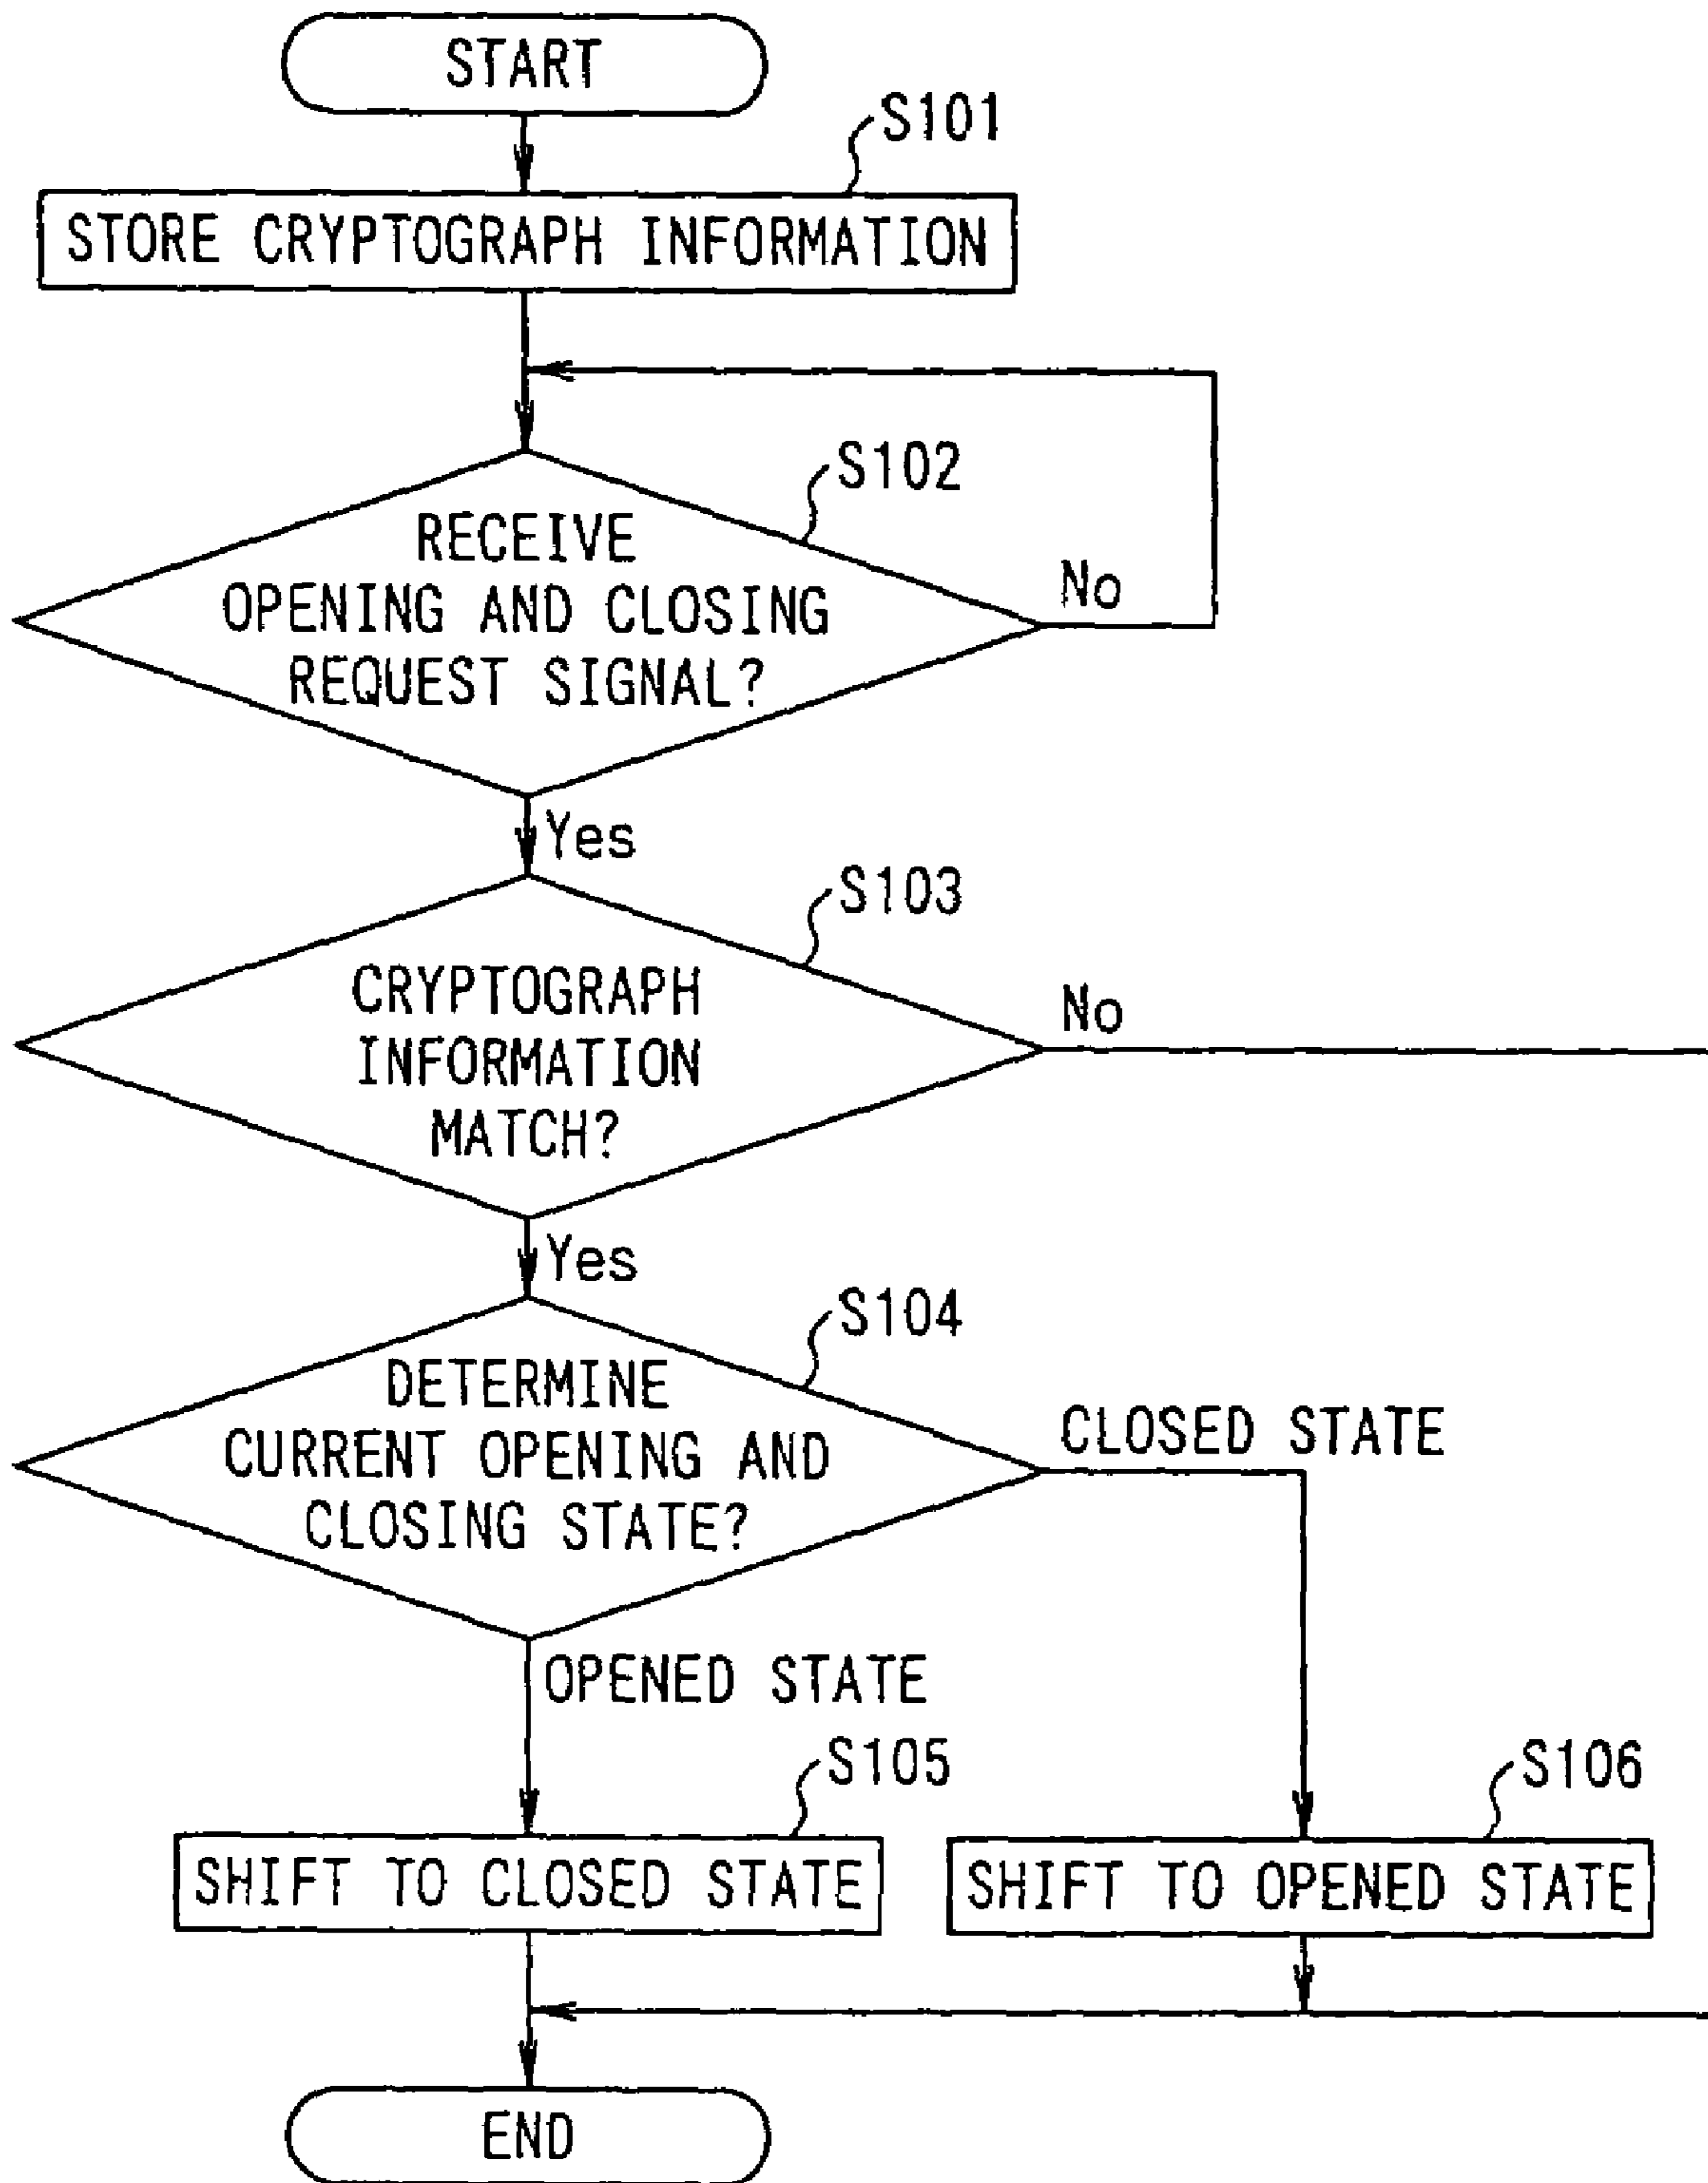 START
S101
STORE CRYPTOGRAPH INFORMATION
S102
RECEIVE
OPENING AND CLOSING
REQUEST SIGNAL?
No
Yes
S103
CRYPTOGRAPH
INFORMATION
MATCH?
No
Yes
S104
DETERMINE
CURRENT OPENING AND
CLOSING STATE?
CLOSED STATE
OPENED STATE
S105
SHIFT TO CLOSED STATE
S106
SHIFT TO OPENED STATE
END